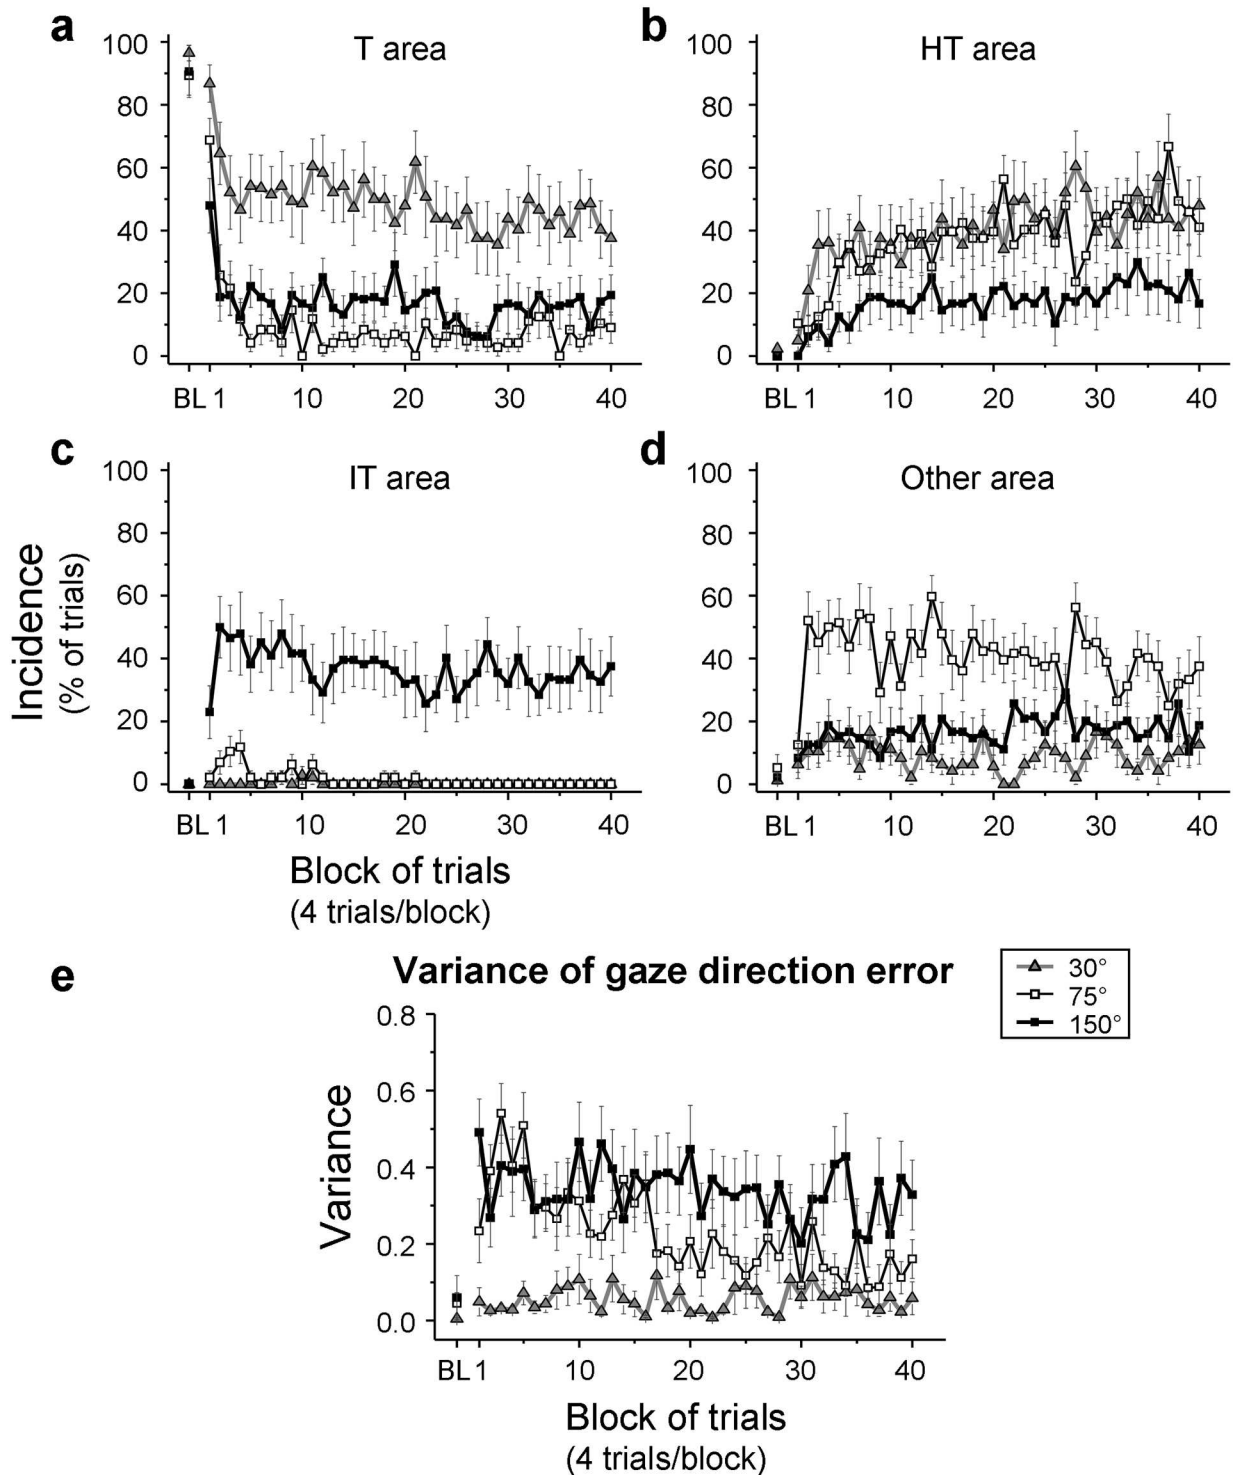 a
T area
100
80
60
40
20
0
BL 1 10 20 30 40
b
HT area
100
80
60
40
20
0
BL 1 10 20 30 40
c
IT area
100
80
60
40
20
0
BL 1 10 20 30 40
Incidence
(% of trials)
Block of trials
(4 trials/block)
d
Other area
100
80
60
40
20
0
BL 1 10 20 30 40
e
Variance of gaze direction error
30°
75°
150°
Variance
0.8
0.6
0.4
0.2
0.0
BL 1 10 20 30 40
Block of trials
(4 trials/block)